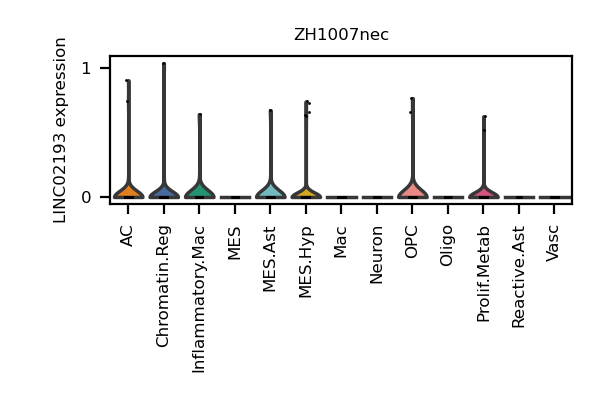 ZH1007nec
LINC02193 expression
1
0
AC
Chromatin.Reg
Inflammatory.Mac
MES
MES.Ast
MES.Hyp
Mac
Neuron
OPC
Oligo
Prolif.Metab
Reactive.Ast
Vasc